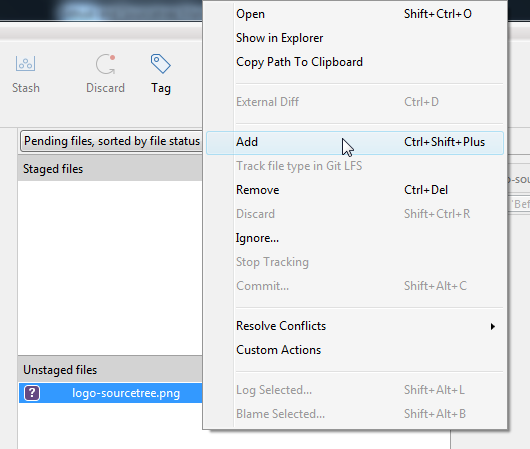 Open Shift+Ctrl+O
Show in Explorer
Copy Path To Clipboard
Stash Discard Tag
External Diff Ctrl+D
Pending files, sorted by file status
Add Ctrl+Shift+Plus
Staged files
Track file type in Git LFS
Remove Ctrl+Del
Discard Shift+Ctrl+R
Ignore...
Stop Tracking
Commit... Shift+Alt+C
Resolve Conflicts
Custom Actions
Unstaged files
? logo-sourcetree.png
Log Selected... Shift+Alt+L
Blame Selected... Shift+Alt+B